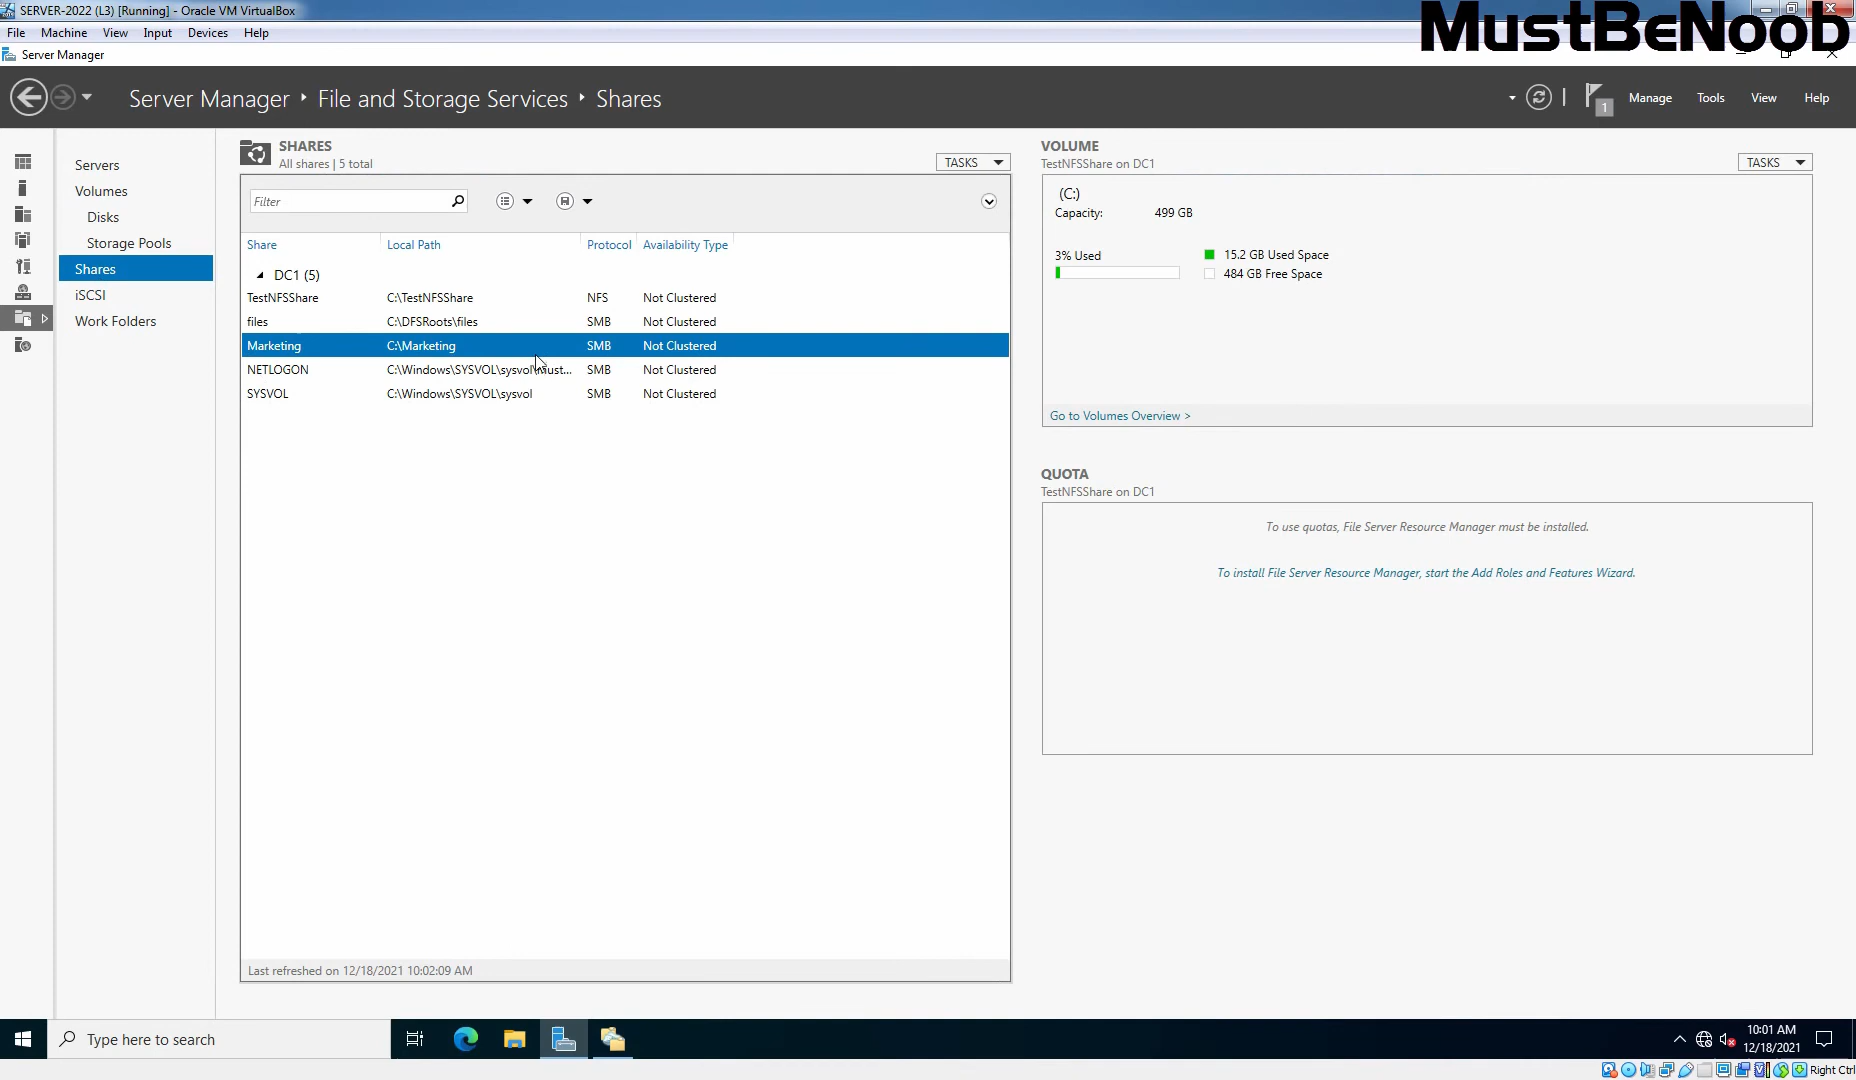 SERVER-2022 (L3) [Running] - Oracle VM VirtualBox
MustBeNoob
File Machine View Input Devices Help
Server Manager
Server Manager File and Storage Services Shares
1 Manage Tools View Help
Servers
Volumes
Disks
Storage Pools
Shares
iSCSI
Work Folders
SHARES
All shares | 5 total
TASKS
Filter
Share Local Path Protocol Availability Type
DC1 (5)
TestNFSShare C:\TestNFSShare NFS Not Clustered
files C:\DFSRoots\files SMB Not Clustered
Marketing C:\Marketing SMB Not Clustered
NETLOGON C:\Windows\SYSVOL\sysvol\must... SMB Not Clustered
SYSVOL C:\Windows\SYSVOL\sysvol SMB Not Clustered
Last refreshed on 12/18/2021 10:02:09 AM
VOLUME
TestNFSShare on DC1
TASKS
(C:)
Capacity: 499 GB
3% Used
15.2 GB Used Space
484 GB Free Space
Go to Volumes Overview >
QUOTA
TestNFSShare on DC1
To use quotas, File Server Resource Manager must be installed.
To install File Server Resource Manager, start the Add Roles and Features Wizard.
Type here to search
10:01 AM
12/18/2021
Right Ctrl